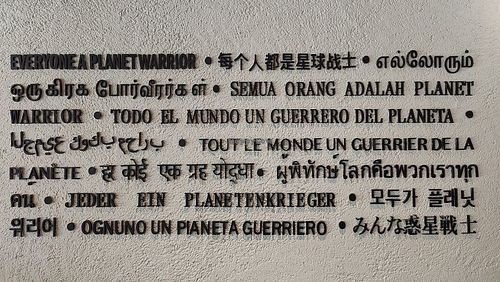 EVERYONE A PLANET WARRIOR • 每个人都是星球战士 • எல்லோரும்
ஒரு கிரக போர்வீரர்கள் • SEMUA ORANG ADALAH PLANET
WARRIOR • TODO EL MUNDO UN GUERRERO DEL PLANETA •
الجميع كوكب محارب • TOUT LE MONDE UN GUERRIER DE LA
PLANÈTE • हर कोई एक ग्रह योद्धा • ผู้พิทักษ์โลกคือพวกเราทุก
คน • JEDER EIN PLANETENKRIEGER • 모두가 플레닛
워리어 • OGNUNO UN PIANETA GUERRIERO • みんな惑星戦士